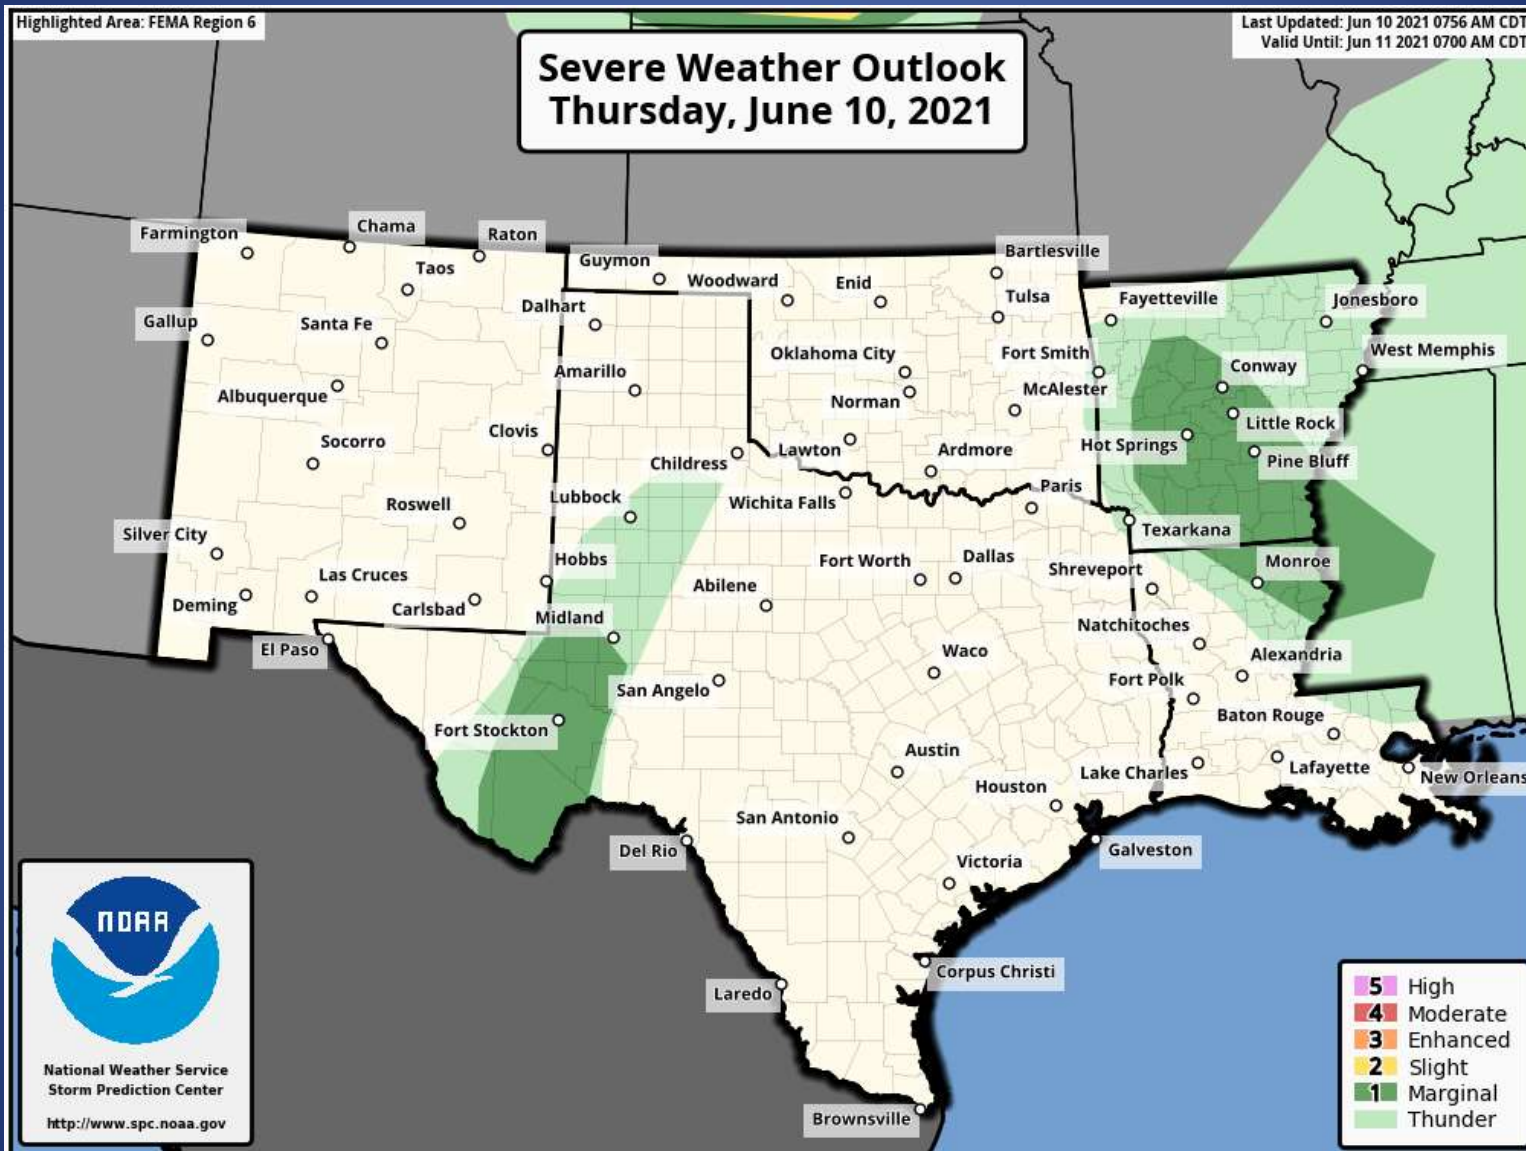 Highlighted Area: FEMA Region 6
Last Updated: Jun 10 2021 0756 AM CDT
Valid Until: Jun 11 2021 0700 AM CDT
Severe Weather Outlook
Thursday, June 10, 2021
Farmington
Chama
Raton
Taos
Guymon
Woodward
Enid
Bartlesville
Tulsa
Fayetteville
Jonesboro
Gallup
Santa Fe
Dalhart
Oklahoma City
Fort Smith
West Memphis
Conway
Amarillo
Albuquerque
Norman
McAlester
Little Rock
Socorro
Clovis
Childress
Lawton
Ardmore
Hot Springs
Pine Bluff
Roswell
Lubbock
Wichita Falls
Paris
Texarkana
Silver City
Las Cruces
Hobbs
Fort Worth
Dallas
Shreveport
Monroe
Deming
Carlsbad
Abilene
Midland
Natchitoches
El Paso
Waco
Alexandria
San Angelo
Fort Polk
Fort Stockton
Baton Rouge
Austin
Lake Charles
Lafayette
New Orleans
Houston
San Antonio
Del Rio
Victoria
Galveston
Corpus Christi
Laredo
Brownsville
NOAA
National Weather Service
Storm Prediction Center
http://www.spc.noaa.gov
5 High
4 Moderate
3 Enhanced
2 Slight
1 Marginal
Thunder